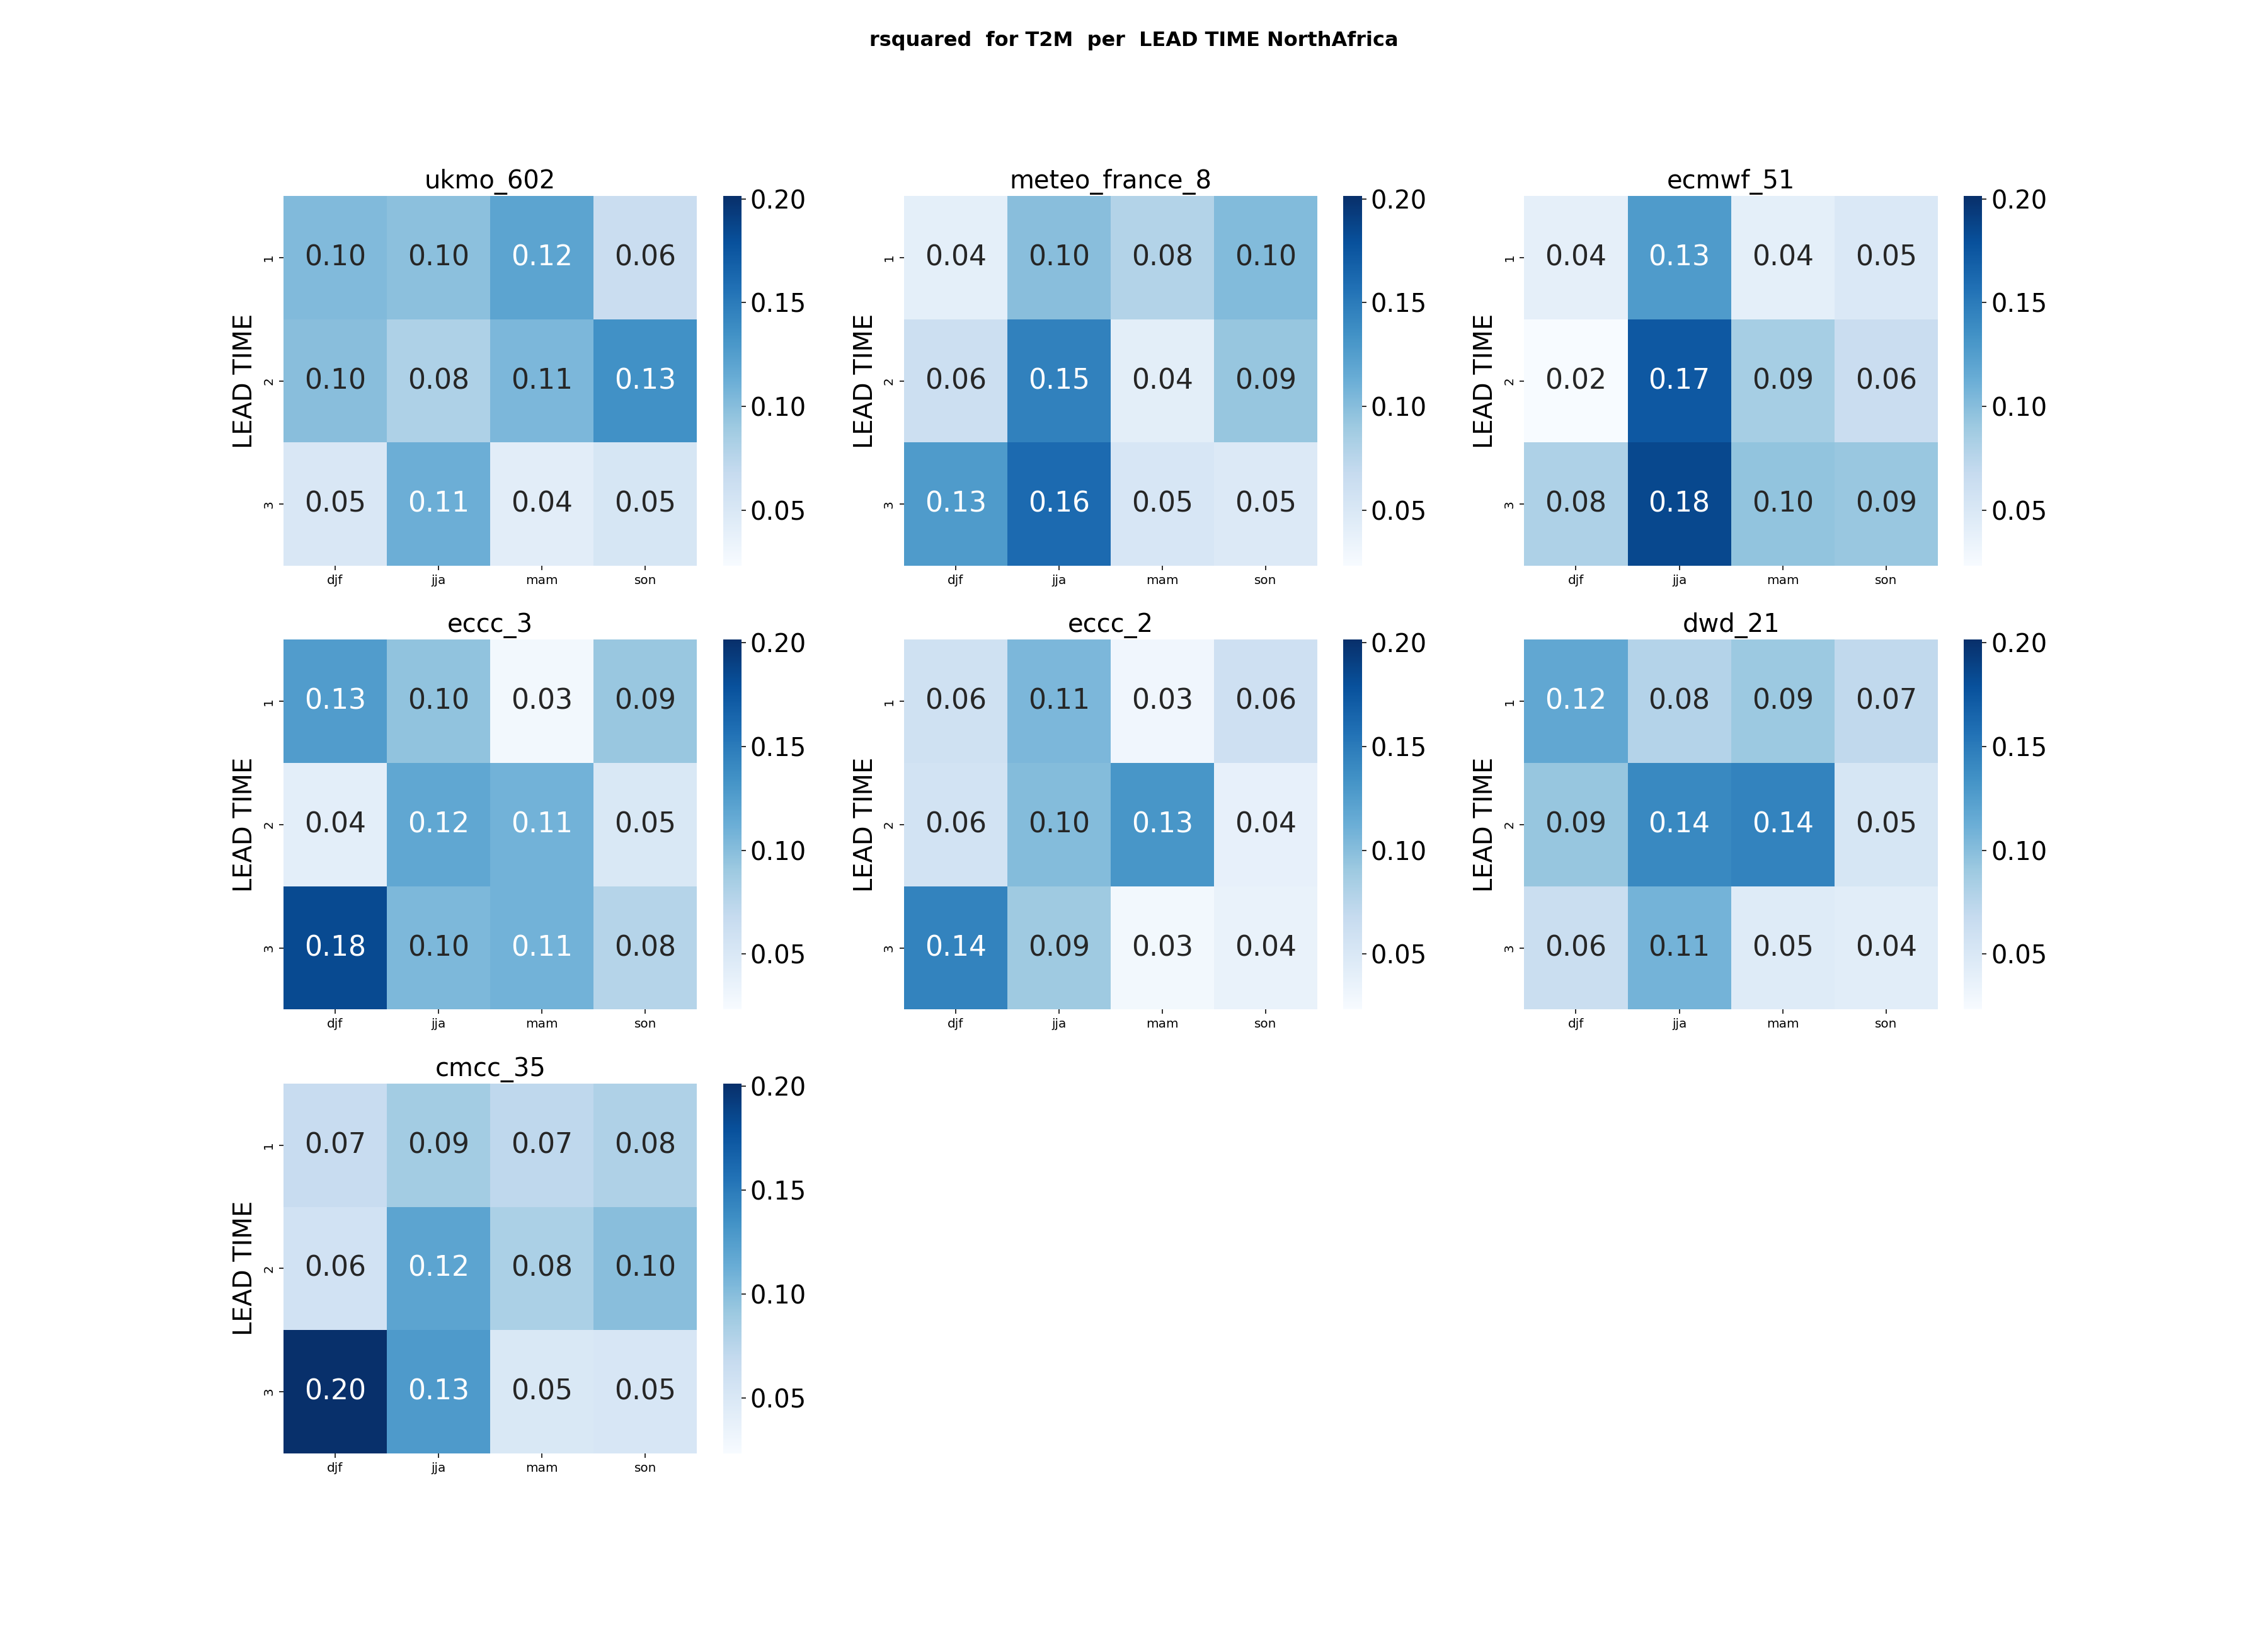 rsquared  for T2M  per  LEAD TIME NorthAfrica
ukmo_602
LEAD TIME
1 0.10 0.10 0.12 0.06
2 0.10 0.08 0.11 0.13
3 0.05 0.11 0.04 0.05
djf jja mam son
0.20
0.15
0.10
0.05
meteo_france_8
LEAD TIME
1 0.04 0.10 0.08 0.10
2 0.06 0.15 0.04 0.09
3 0.13 0.16 0.05 0.05
djf jja mam son
0.20
0.15
0.10
0.05
ecmwf_51
LEAD TIME
1 0.04 0.13 0.04 0.05
2 0.02 0.17 0.09 0.06
3 0.08 0.18 0.10 0.09
djf jja mam son
0.20
0.15
0.10
0.05
eccc_3
LEAD TIME
1 0.13 0.10 0.03 0.09
2 0.04 0.12 0.11 0.05
3 0.18 0.10 0.11 0.08
djf jja mam son
0.20
0.15
0.10
0.05
eccc_2
LEAD TIME
1 0.06 0.11 0.03 0.06
2 0.06 0.10 0.13 0.04
3 0.14 0.09 0.03 0.04
djf jja mam son
0.20
0.15
0.10
0.05
dwd_21
LEAD TIME
1 0.12 0.08 0.09 0.07
2 0.09 0.14 0.14 0.05
3 0.06 0.11 0.05 0.04
djf jja mam son
0.20
0.15
0.10
0.05
cmcc_35
LEAD TIME
1 0.07 0.09 0.07 0.08
2 0.06 0.12 0.08 0.10
3 0.20 0.13 0.05 0.05
djf jja mam son
0.20
0.15
0.10
0.05